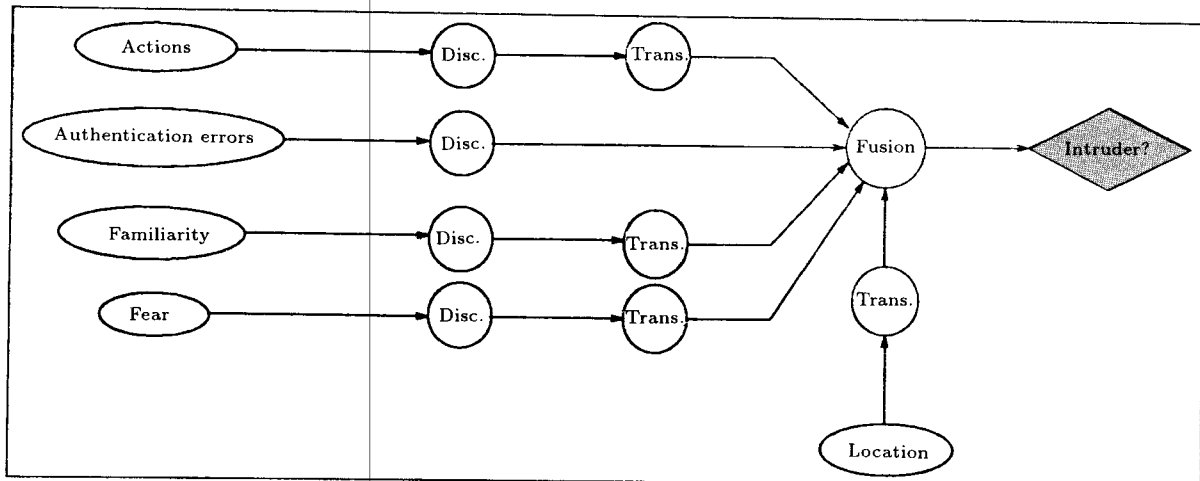 Actions
Disc.
Trans.
Authentication errors
Disc.
Fusion
Intruder?
Familiarity
Disc.
Trans.
Fear
Disc.
Trans.
Trans.
Location